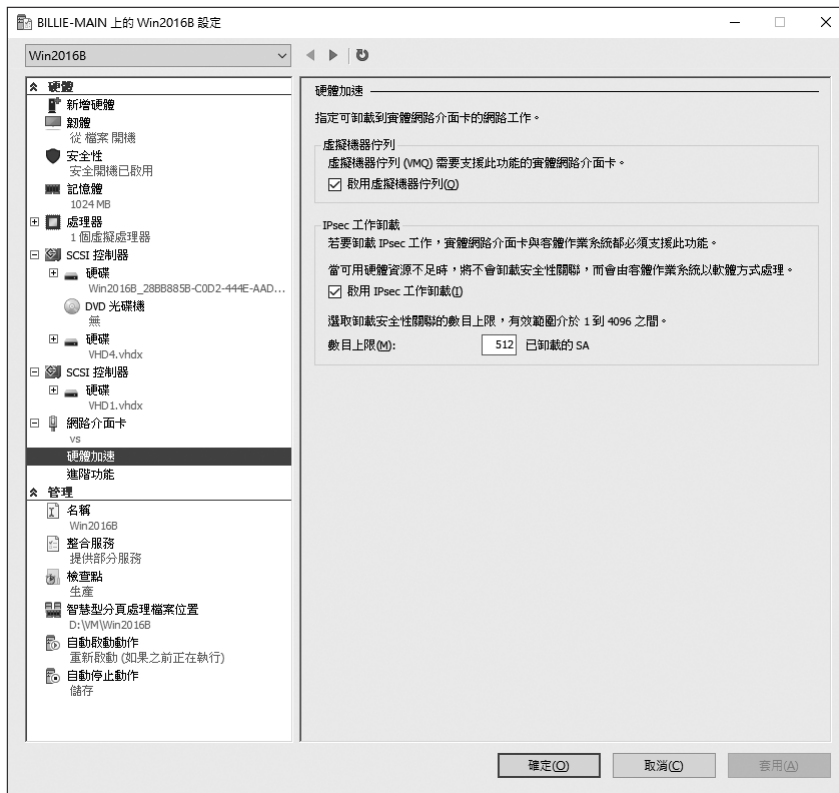 BILLIE-MAIN 上的 Win2016B 設定
Win2016B
硬體
新增硬體
韌體
從 檔案 開機
安全性
安全開機已啟用
記憶體
1024 MB
處理器
1 個虛擬處理器
SCSI 控制器
硬碟
Win2016B_28BB885B-C0D2-444E-AAD...
DVD 光碟機
無
硬碟
VHD4.vhdx
SCSI 控制器
硬碟
VHD1.vhdx
網路介面卡
vs
硬體加速
進階功能
管理
名稱
Win2016B
整合服務
提供部分服務
檢查點
生產
智慧型分頁處理檔案位置
D:\VM\Win2016B
自動啟動動作
重新啟動 (如果之前正在執行)
自動停止動作
儲存
硬體加速
指定可卸載到實體網路介面卡的網路工作。
虛擬機器佇列
虛擬機器佇列 (VMQ) 需要支援此功能的實體網路介面卡。
啟用虛擬機器佇列(Q)
IPsec 工作卸載
若要卸載 IPsec 工作，實體網路介面卡與客體作業系統都必須支援此功能。
當可用硬體資源不足時，將不會卸載安全性關聯，而會由客體作業系統以軟體方式處理。
啟用 IPsec 工作卸載(I)
選取卸載安全性關聯的數目上限，有效範圍介於 1 到 4096 之間。
數目上限(M): 512 已卸載的 SA
確定(O) 取消(C) 套用(A)